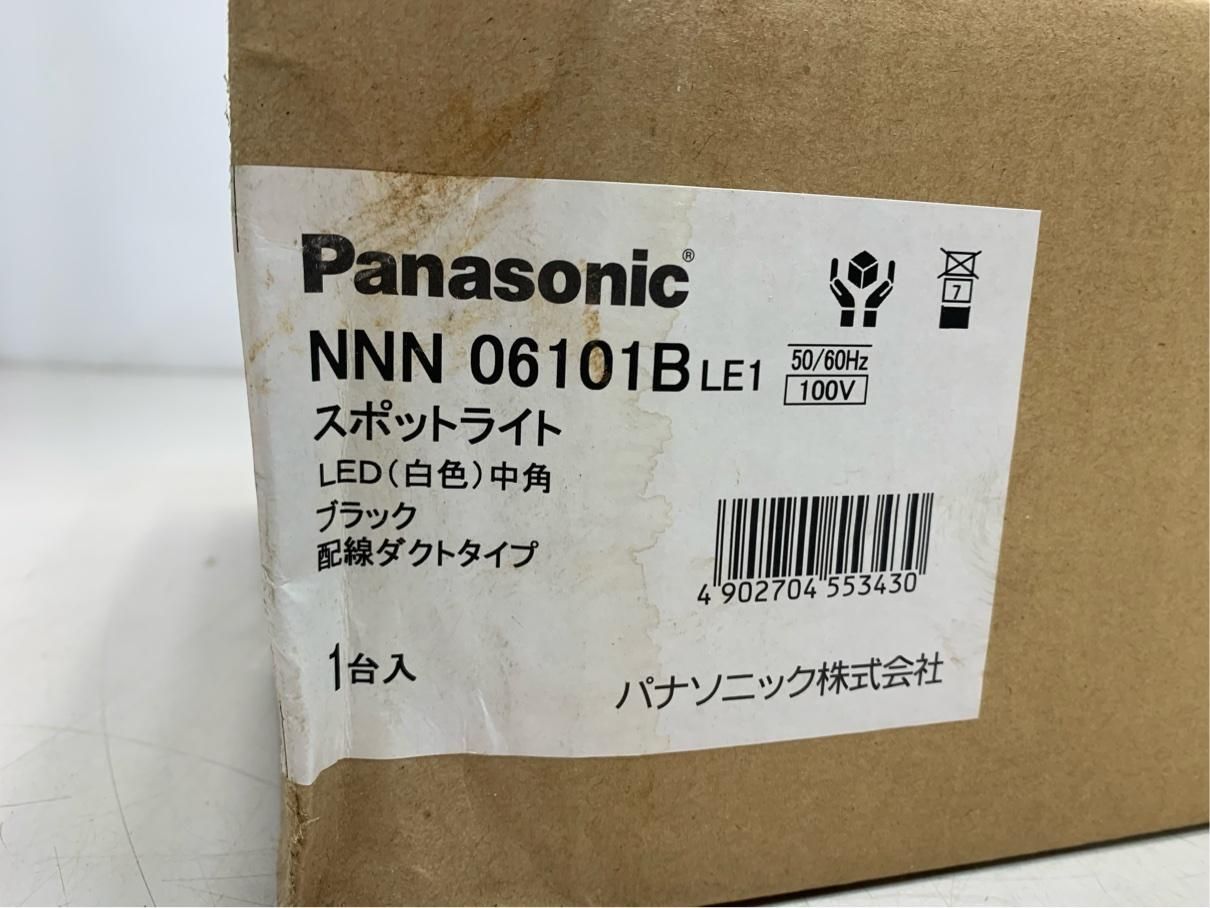 Panasonic®
NNN 06101B LE1
50/60Hz
100V
7
スポットライト
LED(白色)中角
ブラック
配線ダクトタイプ
4 902704 553430
1台入
パナソニック株式会社